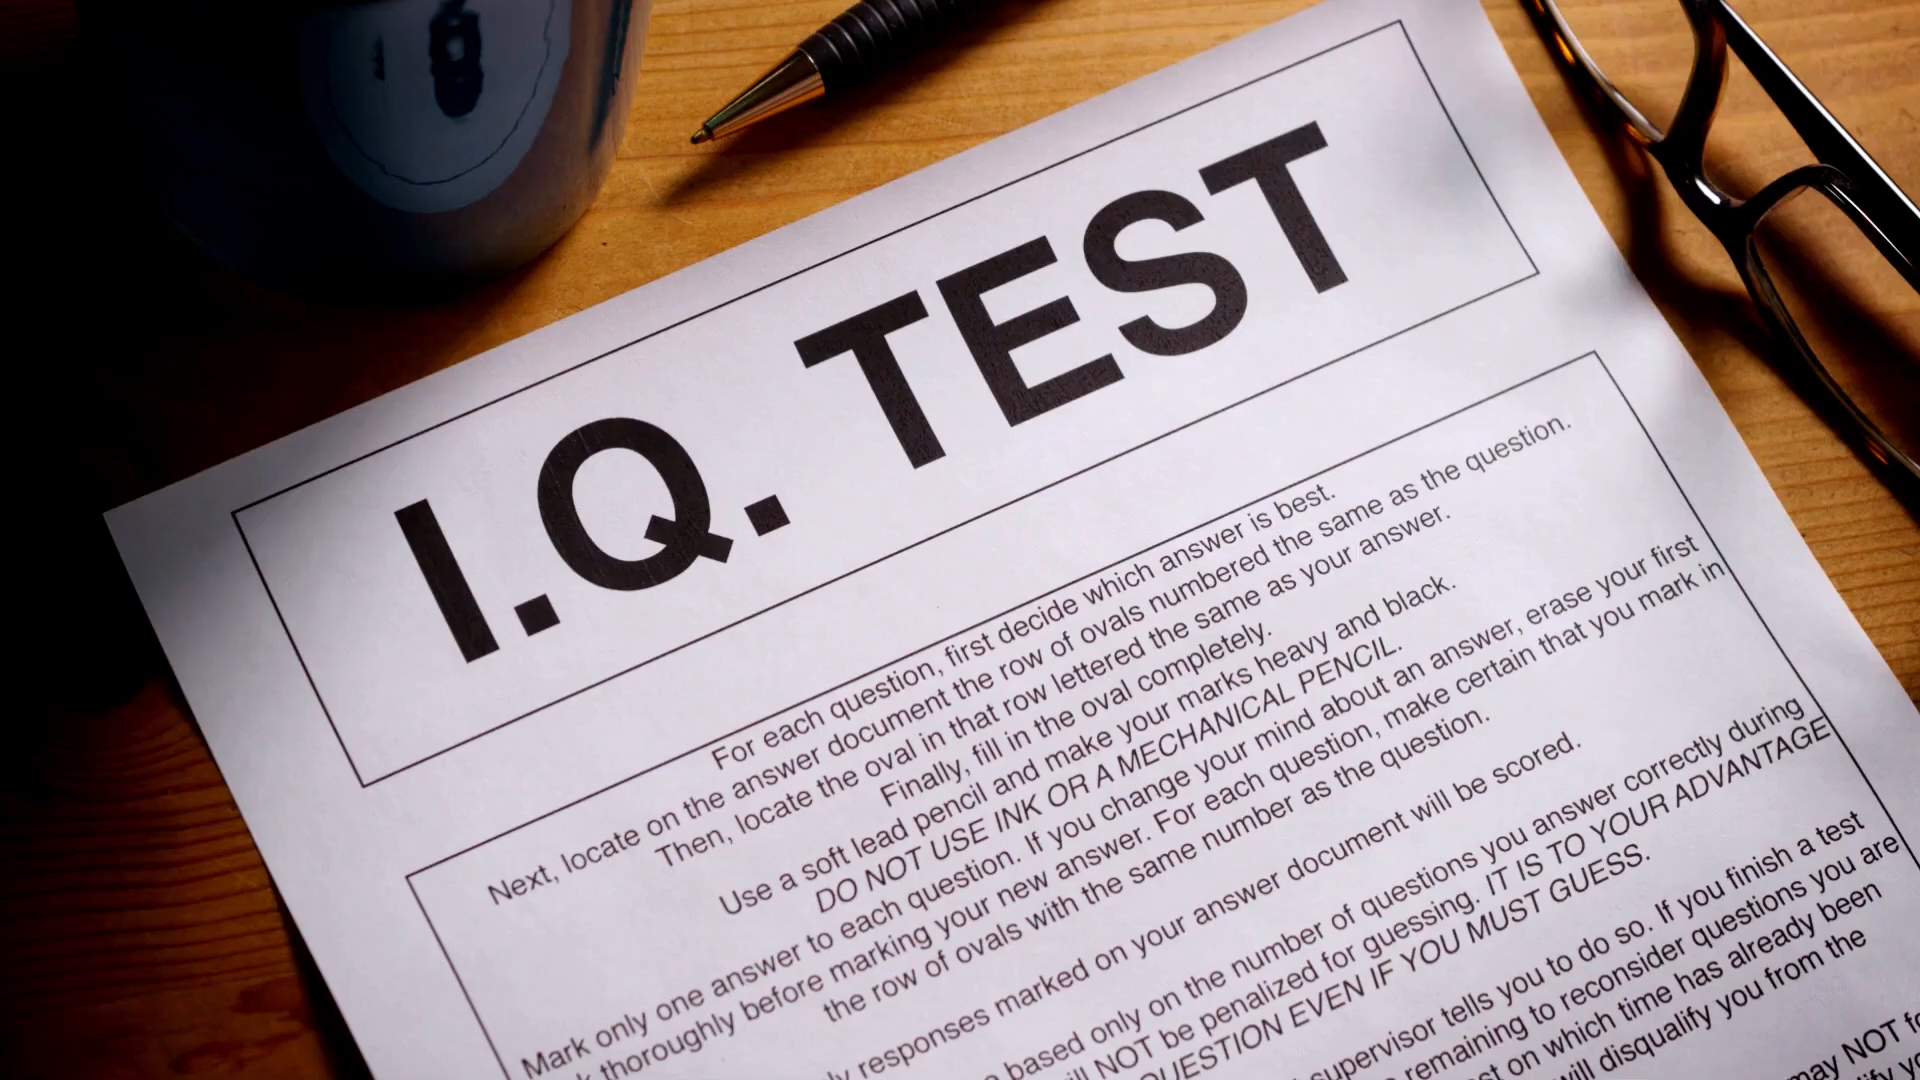 I.Q. TEST
For each question, first decide which answer is best.
Next, locate on the answer document the row of ovals numbered the same as the question.
Then, locate the oval in that row lettered the same as your answer.
Finally, fill in the oval completely.
Use a soft lead pencil and make your marks heavy and black.
DO NOT USE INK OR A MECHANICAL PENCIL.
Mark only one answer to each question. If you change your mind about an answer, erase your first
thoroughly before marking your new answer. For each question, make certain that you mark in
the row of ovals with the same number as the question.
responses marked on your answer document will be scored.
based only on the number of questions you answer correctly during
NOT be penalized for guessing. IT IS TO YOUR ADVANTAGE
QUESTION EVEN IF YOU MUST GUESS.
supervisor tells you to do so. If you finish a test
remaining to reconsider questions you are
on which time has already been
will disqualify you from the
may NOT